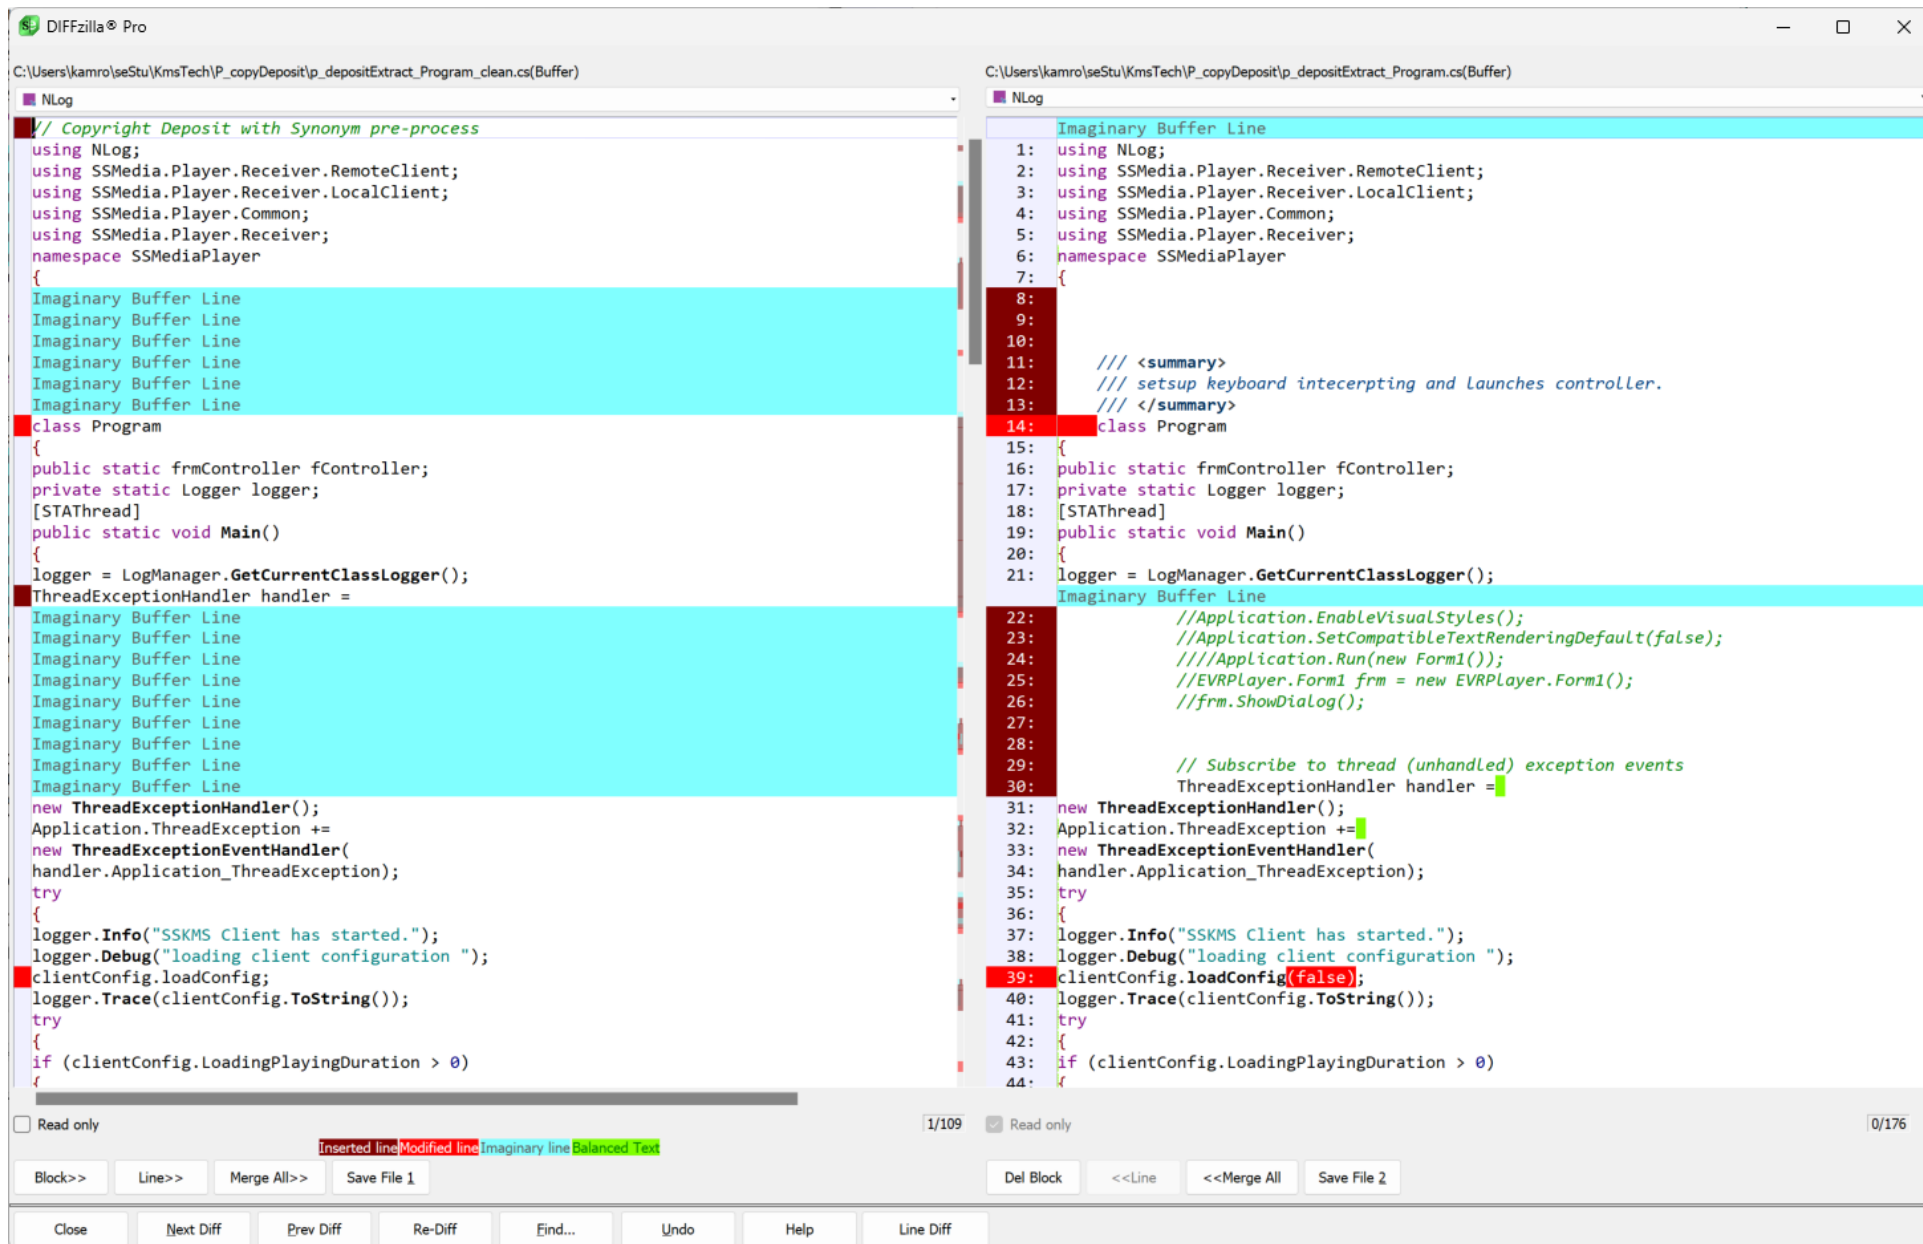 DIFFzilla® Pro
C:\Users\kamro\seStu\KmsTech\P_copyDeposit\p_depositExtract_Program_clean.cs(Buffer)
NLog
// Copyright Deposit with Synonym pre-process
using NLog;
using SSMedia.Player.Receiver.RemoteClient;
using SSMedia.Player.Receiver.LocalClient;
using SSMedia.Player.Common;
using SSMedia.Player.Receiver;
namespace SSMediaPlayer
{
Imaginary Buffer Line
Imaginary Buffer Line
Imaginary Buffer Line
Imaginary Buffer Line
Imaginary Buffer Line
Imaginary Buffer Line
class Program
{
public static frmController fController;
private static Logger logger;
[STAThread]
public static void Main()
{
logger = LogManager.GetCurrentClassLogger();
ThreadExceptionHandler handler =
Imaginary Buffer Line
Imaginary Buffer Line
Imaginary Buffer Line
Imaginary Buffer Line
Imaginary Buffer Line
Imaginary Buffer Line
Imaginary Buffer Line
Imaginary Buffer Line
Imaginary Buffer Line
new ThreadExceptionHandler();
Application.ThreadException +=
new ThreadExceptionEventHandler(
handler.Application_ThreadException);
try
{
logger.Info("SSKMS Client has started.");
logger.Debug("loading client configuration ");
clientConfig.loadConfig;
logger.Trace(clientConfig.ToString());
try
{
if (clientConfig.LoadingPlayingDuration > 0)
{
Read only
1/109
Inserted line Modified line Imaginary line Balanced Text
Block>> Line>> Merge All>> Save File 1
C:\Users\kamro\seStu\KmsTech\P_copyDeposit\p_depositExtract_Program.cs(Buffer)
NLog
Imaginary Buffer Line
1: using NLog;
2: using SSMedia.Player.Receiver.RemoteClient;
3: using SSMedia.Player.Receiver.LocalClient;
4: using SSMedia.Player.Common;
5: using SSMedia.Player.Receiver;
6: namespace SSMediaPlayer
7: {
8:
9:
10:
11: /// <summary>
12: /// setsup keyboard intecerpting and launches controller.
13: /// </summary>
14: class Program
15: {
16: public static frmController fController;
17: private static Logger logger;
18: [STAThread]
19: public static void Main()
20: {
21: logger = LogManager.GetCurrentClassLogger();
Imaginary Buffer Line
22: //Application.EnableVisualStyles();
23: //Application.SetCompatibleTextRenderingDefault(false);
24: ////Application.Run(new Form1());
25: //EVRPlayer.Form1 frm = new EVRPlayer.Form1();
26: //frm.ShowDialog();
27:
28:
29: // Subscribe to thread (unhandled) exception events
30: ThreadExceptionHandler handler =
31: new ThreadExceptionHandler();
32: Application.ThreadException +=
33: new ThreadExceptionEventHandler(
34: handler.Application_ThreadException);
35: try
36: {
37: logger.Info("SSKMS Client has started.");
38: logger.Debug("loading client configuration ");
39: clientConfig.loadConfig(false);
40: logger.Trace(clientConfig.ToString());
41: try
42: {
43: if (clientConfig.LoadingPlayingDuration > 0)
44: {
Read only
0/176
Del Block <<Line <<Merge All Save File 2
Close Next Diff Prev Diff Re-Diff Find... Undo Help Line Diff